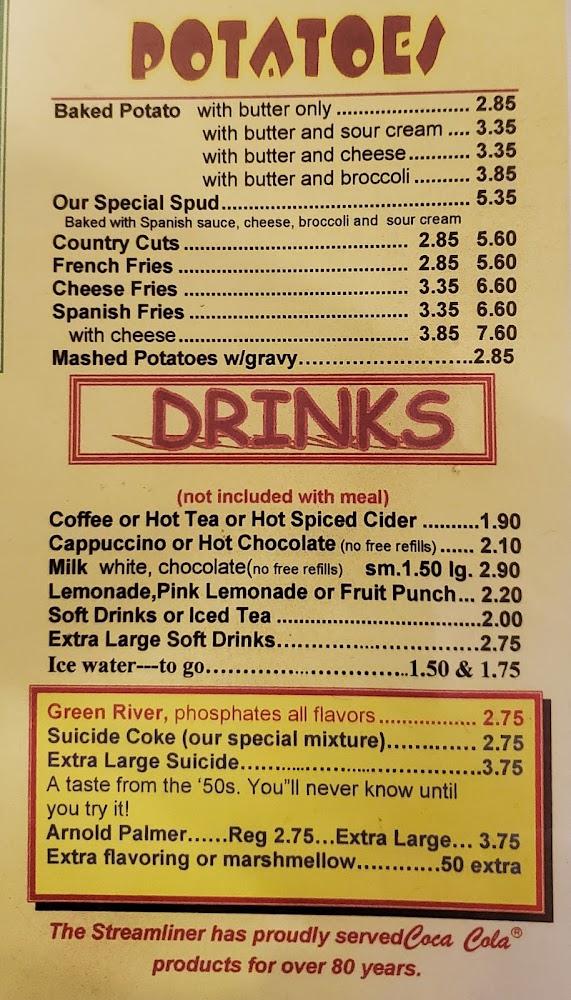 POTATOES
Baked Potato with butter only ........................ 2.85
with butter and sour cream .... 3.35
with butter and cheese........... 3.35
with butter and broccoli .......... 3.85
Our Special Spud............................................. 5.35
Baked with Spanish sauce, cheese, broccoli and sour cream
Country Cuts ......................................... 2.85 5.60
French Fries .......................................... 2.85 5.60
Cheese Fries ......................................... 3.35 6.60
Spanish Fries ........................................ 3.35 6.60
with cheese.......................................... 3.85 7.60
Mashed Potatoes w/gravy..........................2.85
DRINKS
(not included with meal)
Coffee or Hot Tea or Hot Spiced Cider ..........1.90
Cappuccino or Hot Chocolate (no free refills)...... 2.10
Milk white, chocolate(no free refills) sm.1.50 lg. 2.90
Lemonade,Pink Lemonade or Fruit Punch... 2.20
Soft Drinks or Iced Tea ....................................2.00
Extra Large Soft Drinks....................................2.75
Ice water---to go..............................1.50 & 1.75
Green River, phosphates all flavors................. 2.75
Suicide Coke (our special mixture).............. 2.75
Extra Large Suicide..........................................3.75
A taste from the ‘50s. You"ll never know until
you try it!
Arnold Palmer......Reg 2.75...Extra Large... 3.75
Extra flavoring or marshmellow............50 extra
The Streamliner has proudly served Coca Cola®
products for over 80 years.